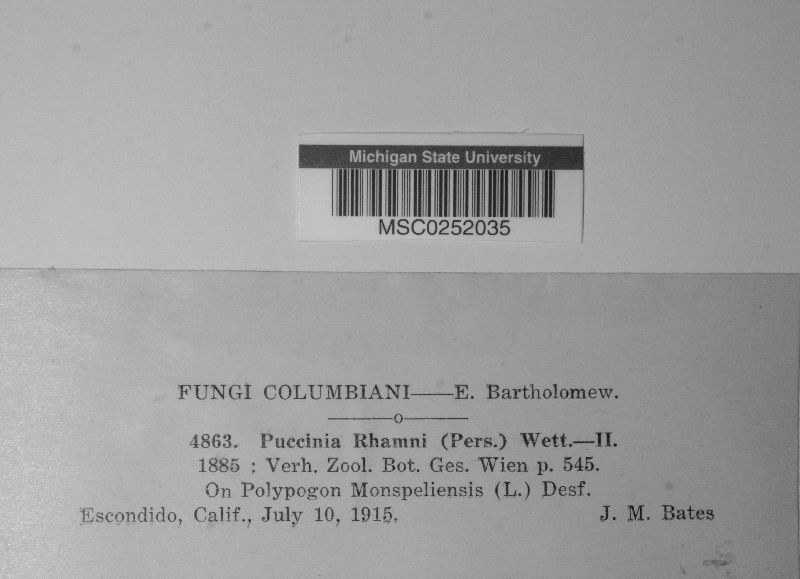 Michigan State University
MSC0252035
FUNGI COLUMBIANI——E. Bartholomew.
———o———
4863. Puccinia Rhamni (Pers.) Wett.—II.
1885 : Verh. Zool. Bot. Ges. Wien p. 545.
On Polypogon Monspeliensis (L.) Desf.
Escondido, Calif., July 10, 1915, J. M. Bates